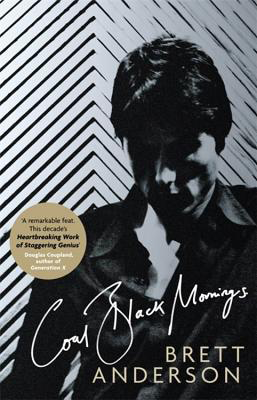 'A remarkable feat.
This decade's
Heartbreaking Work
of Staggering Genius'
Douglas Coupland,
author of
Generation X
Coal Black Mornings
BRETT
ANDERSON